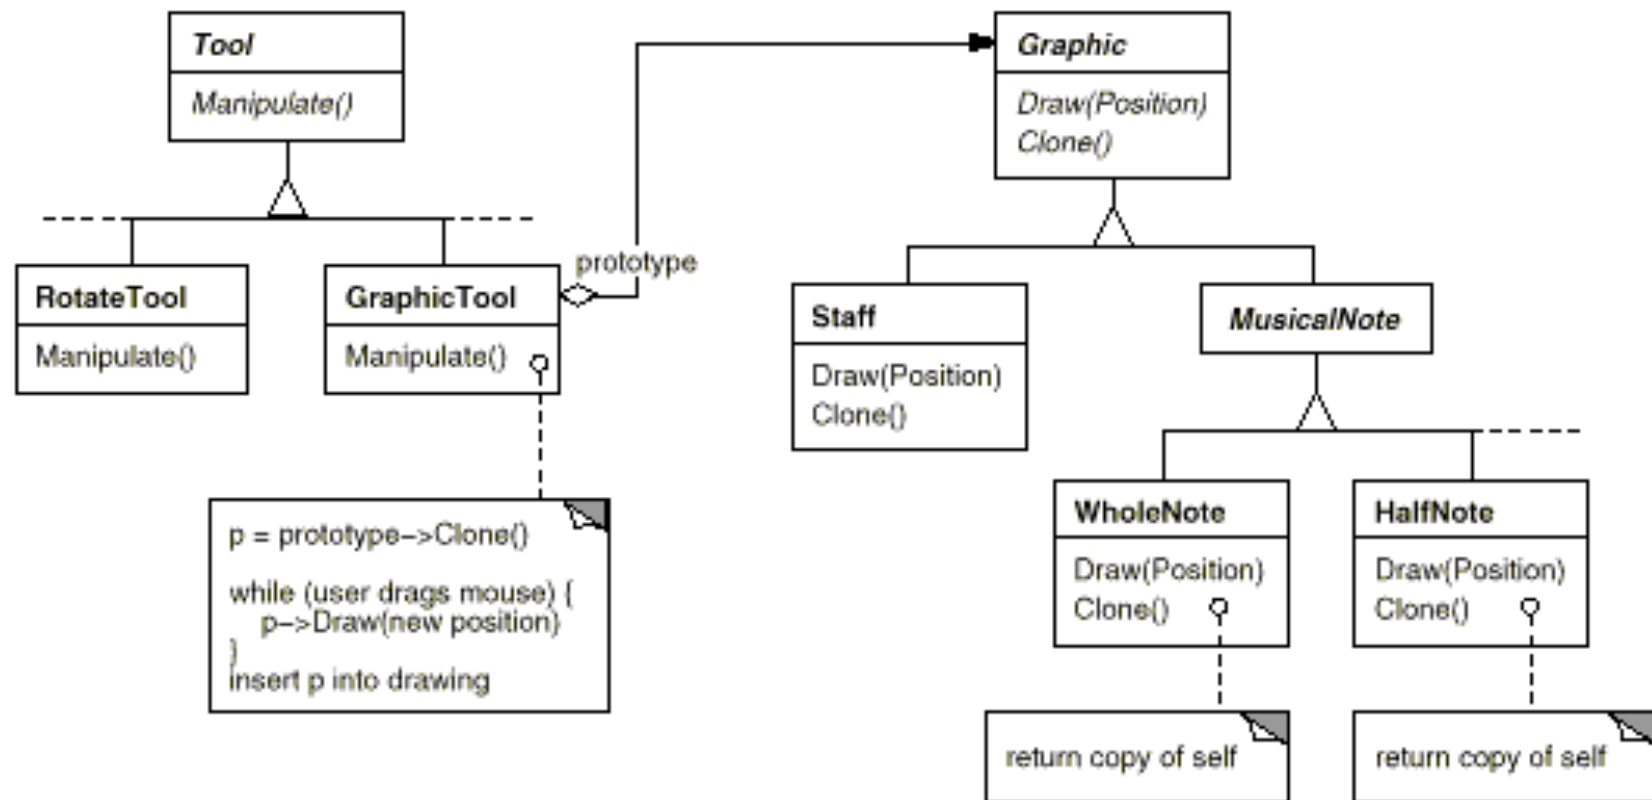 Tool
Manipulate()
Graphic
Draw(Position)
Clone()
prototype
RotateTool
Manipulate()
GraphicTool
Manipulate()
Staff
Draw(Position)
Clone()
MusicalNote
WholeNote
Draw(Position)
Clone()
HalfNote
Draw(Position)
Clone()
p = prototype–>Clone()
while (user drags mouse) {
p–>Draw(new position)
}
insert p into drawing
return copy of self
return copy of self